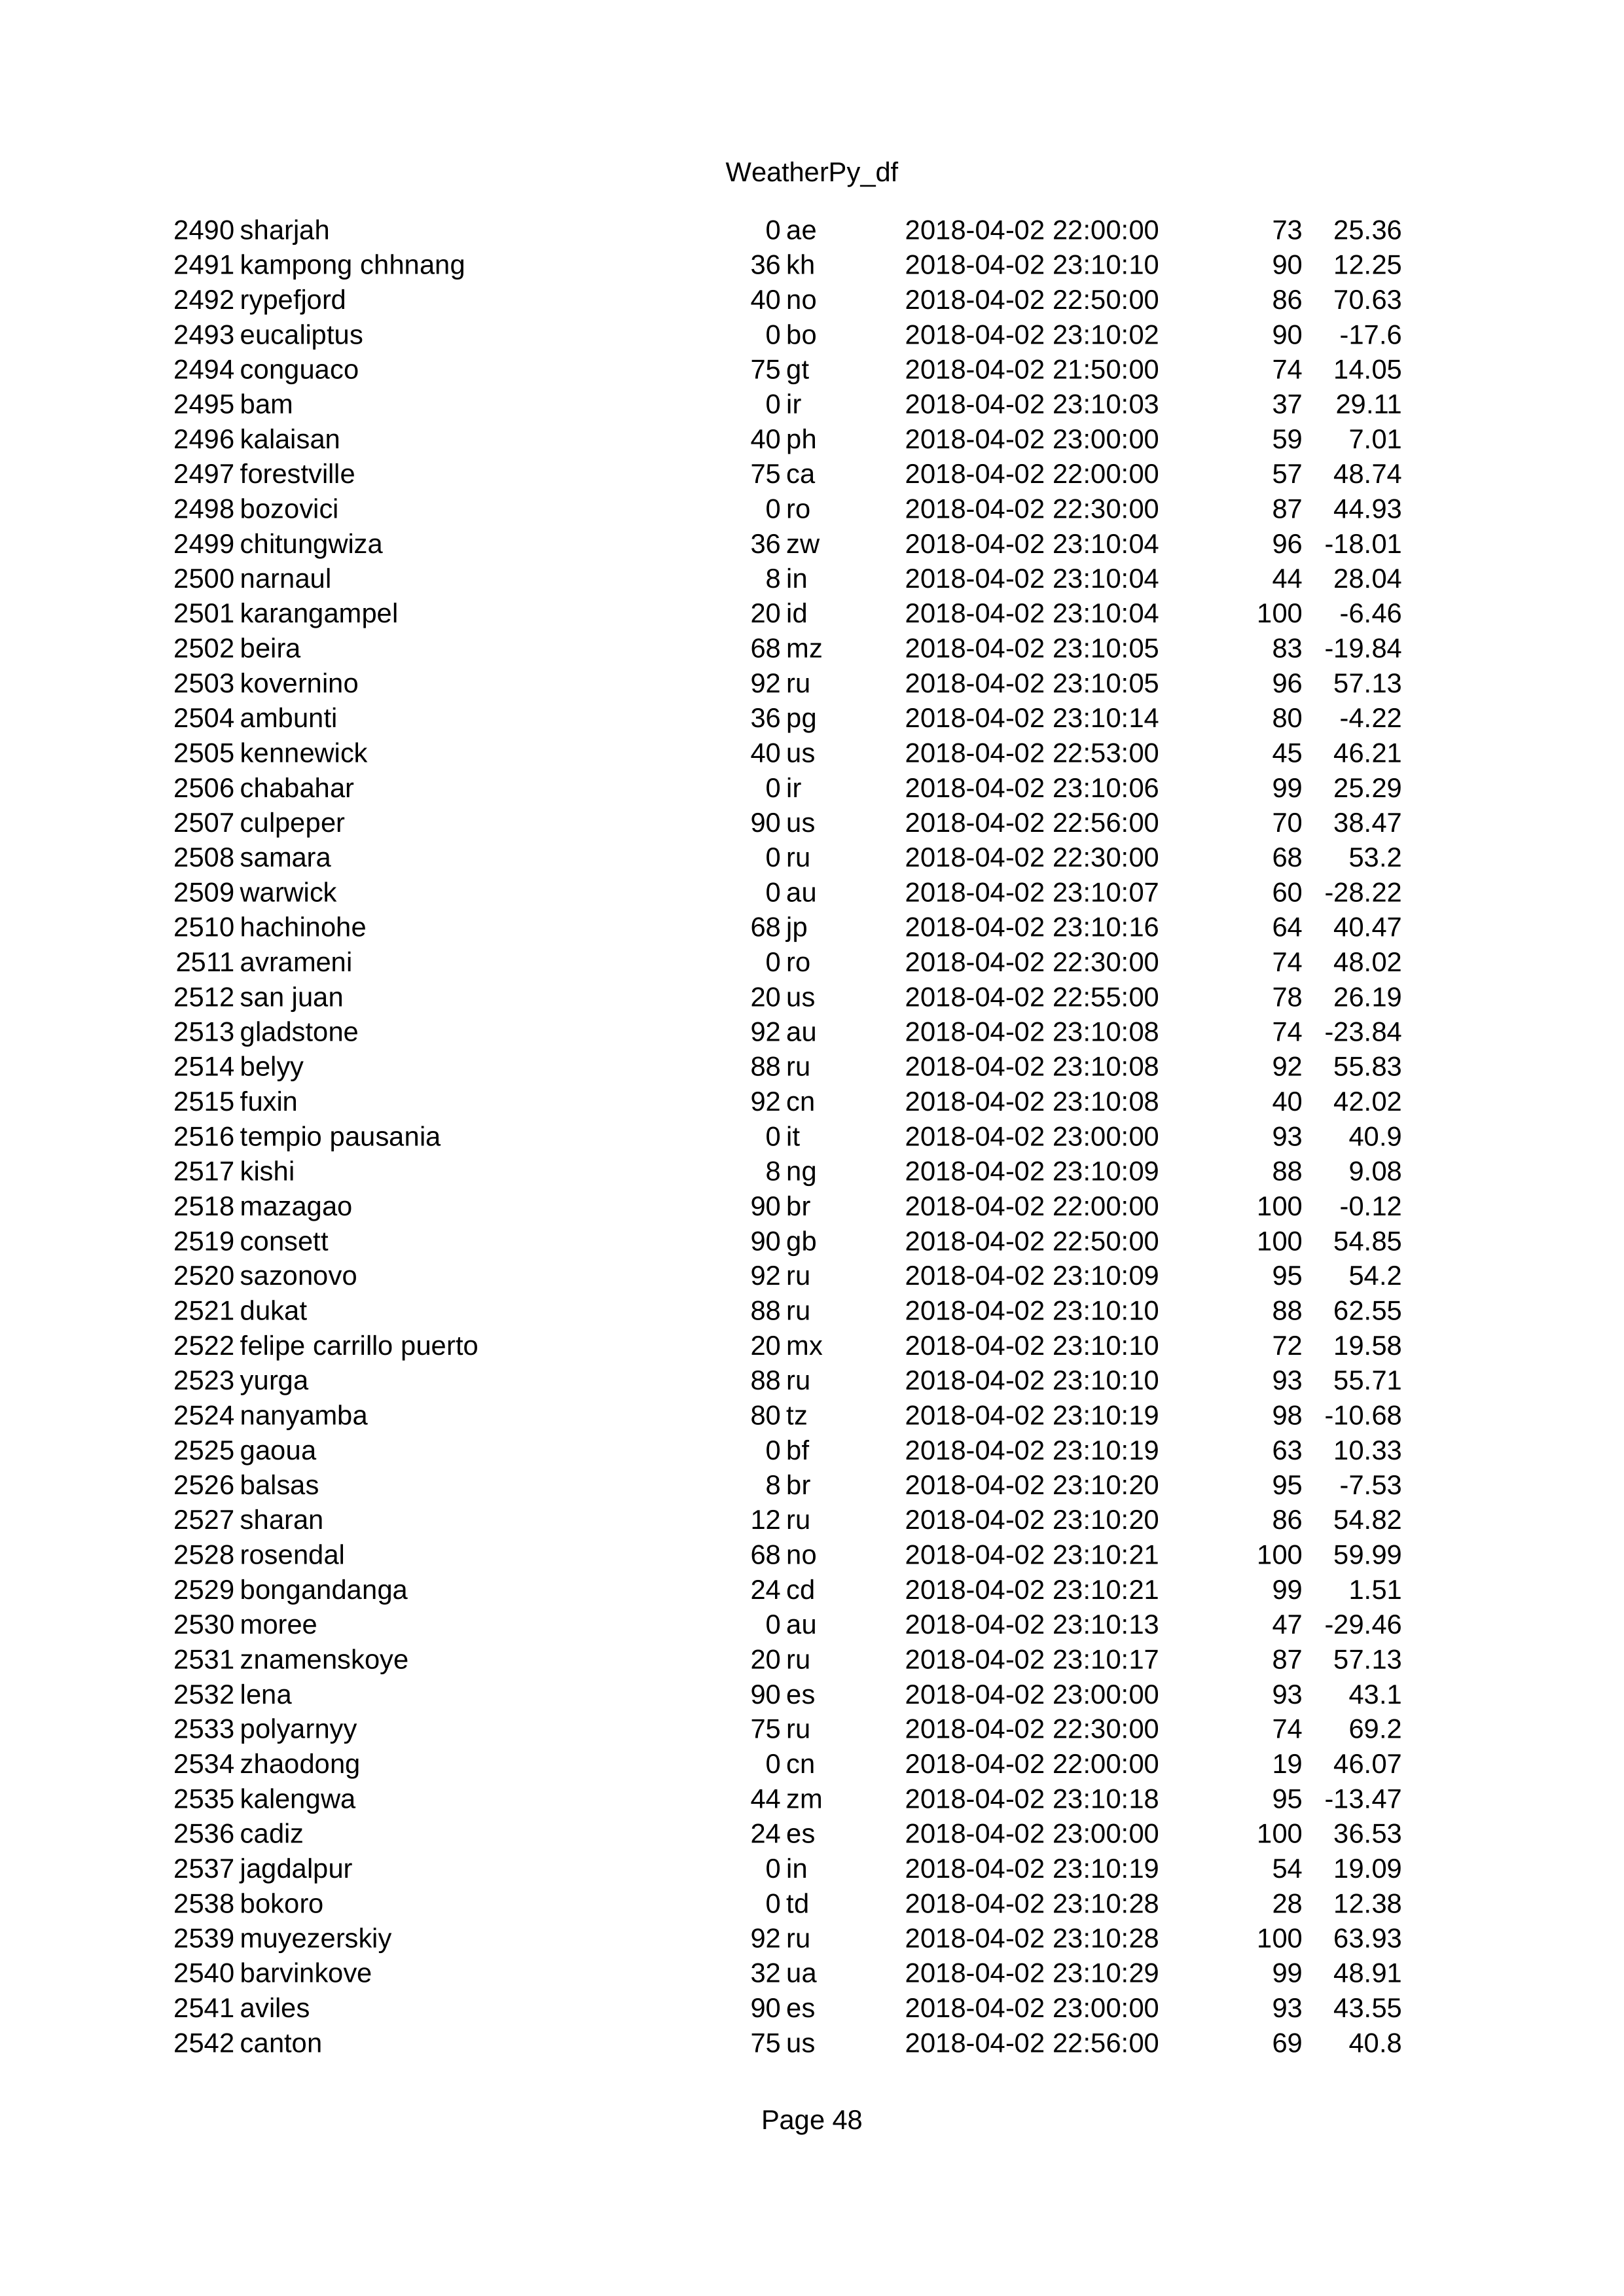 WeatherPy_df
2490 sharjah 0 ae 2018-04-02 22:00:00 73 25.36
2491 kampong chhnang 36 kh 2018-04-02 23:10:10 90 12.25
2492 rypefjord 40 no 2018-04-02 22:50:00 86 70.63
2493 eucaliptus 0 bo 2018-04-02 23:10:02 90 -17.6
2494 conguaco 75 gt 2018-04-02 21:50:00 74 14.05
2495 bam 0 ir 2018-04-02 23:10:03 37 29.11
2496 kalaisan 40 ph 2018-04-02 23:00:00 59 7.01
2497 forestville 75 ca 2018-04-02 22:00:00 57 48.74
2498 bozovici 0 ro 2018-04-02 22:30:00 87 44.93
2499 chitungwiza 36 zw 2018-04-02 23:10:04 96 -18.01
2500 narnaul 8 in 2018-04-02 23:10:04 44 28.04
2501 karangampel 20 id 2018-04-02 23:10:04 100 -6.46
2502 beira 68 mz 2018-04-02 23:10:05 83 -19.84
2503 kovernino 92 ru 2018-04-02 23:10:05 96 57.13
2504 ambunti 36 pg 2018-04-02 23:10:14 80 -4.22
2505 kennewick 40 us 2018-04-02 22:53:00 45 46.21
2506 chabahar 0 ir 2018-04-02 23:10:06 99 25.29
2507 culpeper 90 us 2018-04-02 22:56:00 70 38.47
2508 samara 0 ru 2018-04-02 22:30:00 68 53.2
2509 warwick 0 au 2018-04-02 23:10:07 60 -28.22
2510 hachinohe 68 jp 2018-04-02 23:10:16 64 40.47
2511 avrameni 0 ro 2018-04-02 22:30:00 74 48.02
2512 san juan 20 us 2018-04-02 22:55:00 78 26.19
2513 gladstone 92 au 2018-04-02 23:10:08 74 -23.84
2514 belyy 88 ru 2018-04-02 23:10:08 92 55.83
2515 fuxin 92 cn 2018-04-02 23:10:08 40 42.02
2516 tempio pausania 0 it 2018-04-02 23:00:00 93 40.9
2517 kishi 8 ng 2018-04-02 23:10:09 88 9.08
2518 mazagao 90 br 2018-04-02 22:00:00 100 -0.12
2519 consett 90 gb 2018-04-02 22:50:00 100 54.85
2520 sazonovo 92 ru 2018-04-02 23:10:09 95 54.2
2521 dukat 88 ru 2018-04-02 23:10:10 88 62.55
2522 felipe carrillo puerto 20 mx 2018-04-02 23:10:10 72 19.58
2523 yurga 88 ru 2018-04-02 23:10:10 93 55.71
2524 nanyamba 80 tz 2018-04-02 23:10:19 98 -10.68
2525 gaoua 0 bf 2018-04-02 23:10:19 63 10.33
2526 balsas 8 br 2018-04-02 23:10:20 95 -7.53
2527 sharan 12 ru 2018-04-02 23:10:20 86 54.82
2528 rosendal 68 no 2018-04-02 23:10:21 100 59.99
2529 bongandanga 24 cd 2018-04-02 23:10:21 99 1.51
2530 moree 0 au 2018-04-02 23:10:13 47 -29.46
2531 znamenskoye 20 ru 2018-04-02 23:10:17 87 57.13
2532 lena 90 es 2018-04-02 23:00:00 93 43.1
2533 polyarnyy 75 ru 2018-04-02 22:30:00 74 69.2
2534 zhaodong 0 cn 2018-04-02 22:00:00 19 46.07
2535 kalengwa 44 zm 2018-04-02 23:10:18 95 -13.47
2536 cadiz 24 es 2018-04-02 23:00:00 100 36.53
2537 jagdalpur 0 in 2018-04-02 23:10:19 54 19.09
2538 bokoro 0 td 2018-04-02 23:10:28 28 12.38
2539 muyezerskiy 92 ru 2018-04-02 23:10:28 100 63.93
2540 barvinkove 32 ua 2018-04-02 23:10:29 99 48.91
2541 aviles 90 es 2018-04-02 23:00:00 93 43.55
2542 canton 75 us 2018-04-02 22:56:00 69 40.8
Page 48